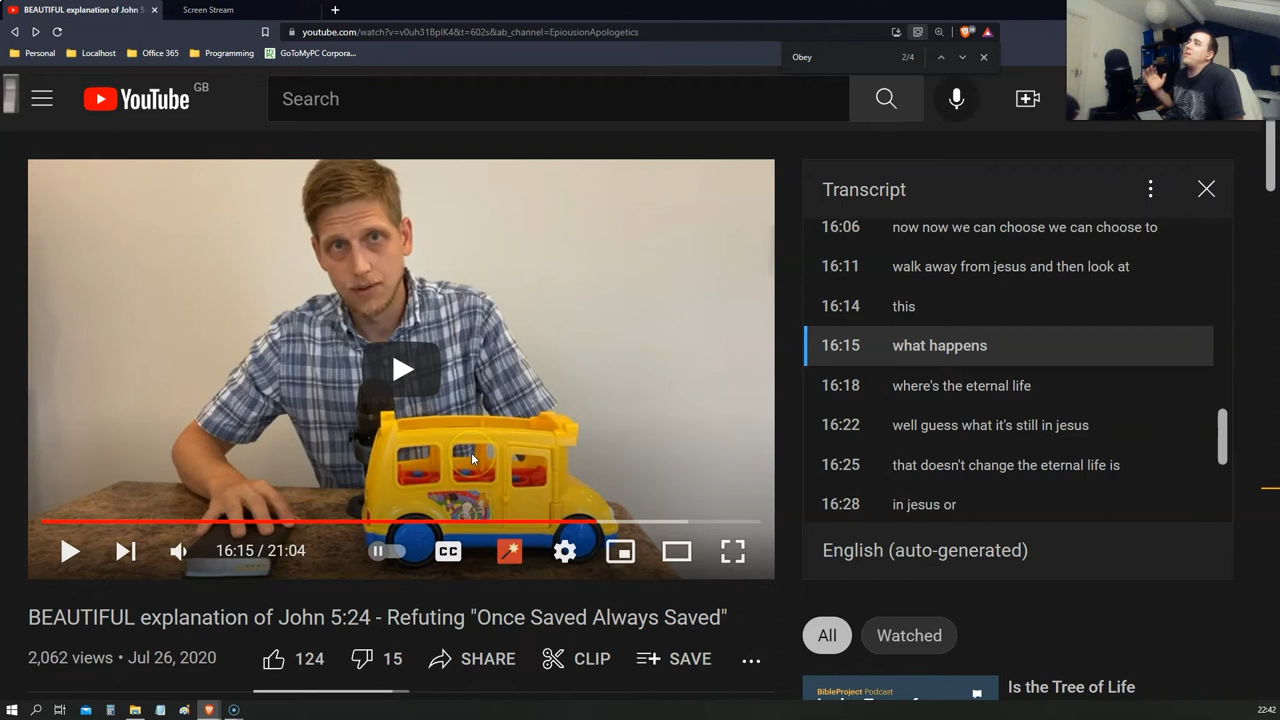 BEAUTIFUL explanation of John 5
Screen Stream
youtube.com/watch?v=v0uh31BpIK4&t=602s&ab_channel=EpiousionApologetics
Obey
2/4
Personal
Localhost
Office 365
Programming
GoToMyPC Corpora...
YouTube
GB
Search
Transcript
16:06 now now we can choose we can choose to
16:11 walk away from jesus and then look at
16:14 this
16:15 what happens
16:18 where's the eternal life
16:22 well guess what it's still in jesus
16:25 that doesn't change the eternal life is
16:28 in jesus or
English (auto-generated)
16:15 / 21:04
CC
BEAUTIFUL explanation of John 5:24 - Refuting "Once Saved Always Saved"
2,062 views • Jul 26, 2020
124
15
SHARE
CLIP
SAVE
All
Watched
BibleProject Podcast
Is the Tree of Life
22:42